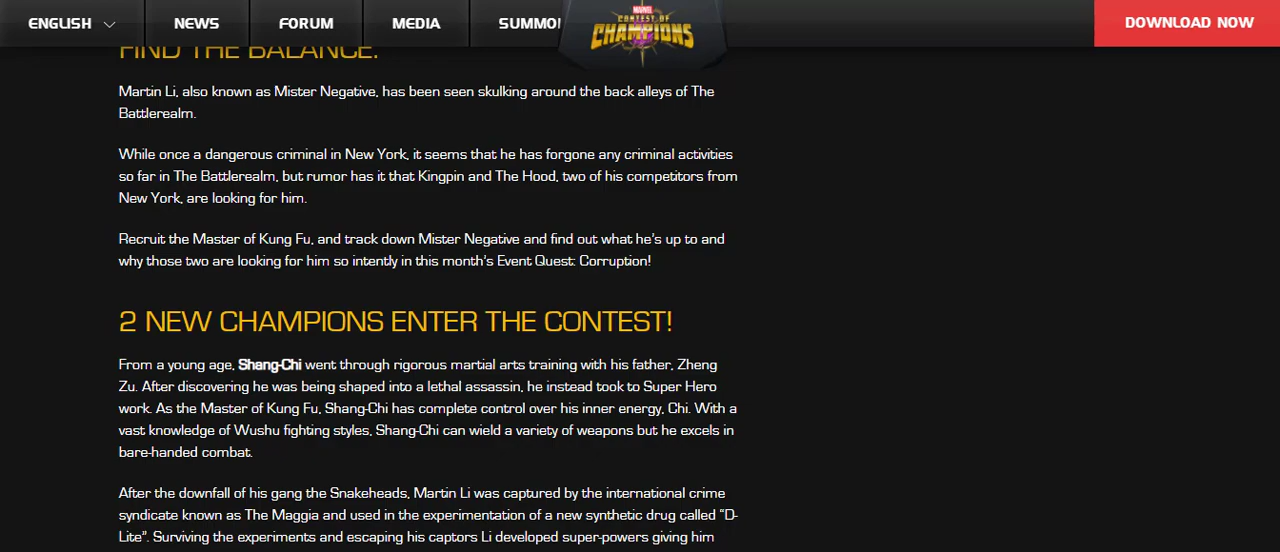 ENGLISH NEWS FORUM MEDIA SUMMO
MARVEL
CONTEST OF
CHAMPIONS
DOWNLOAD NOW
FIND THE BALANCE.
Martin Li, also known as Mister Negative, has been seen skulking around the back alleys of The
Battlerealm.
While once a dangerous criminal in New York, it seems that he has forgone any criminal activities
so far in The Battlerealm, but rumor has it that Kingpin and The Hood, two of his competitors from
New York, are looking for him.
Recruit the Master of Kung Fu, and track down Mister Negative and find out what he's up to and
why those two are looking for him so intently in this month's Event Quest: Corruption!
2 NEW CHAMPIONS ENTER THE CONTEST!
From a young age, Shang-Chi went through rigorous martial arts training with his father, Zheng
Zu. After discovering he was being shaped into a lethal assassin, he instead took to Super Hero
work. As the Master of Kung Fu, Shang-Chi has complete control over his inner energy, Chi. With a
vast knowledge of Wushu fighting styles, Shang-Chi can wield a variety of weapons but he excels in
bare-handed combat.
After the downfall of his gang the Snakeheads, Martin Li was captured by the international crime
syndicate known as The Maggia and used in the experimentation of a new synthetic drug called “D-
Lite”. Surviving the experiments and escaping his captors Li developed super-powers giving him